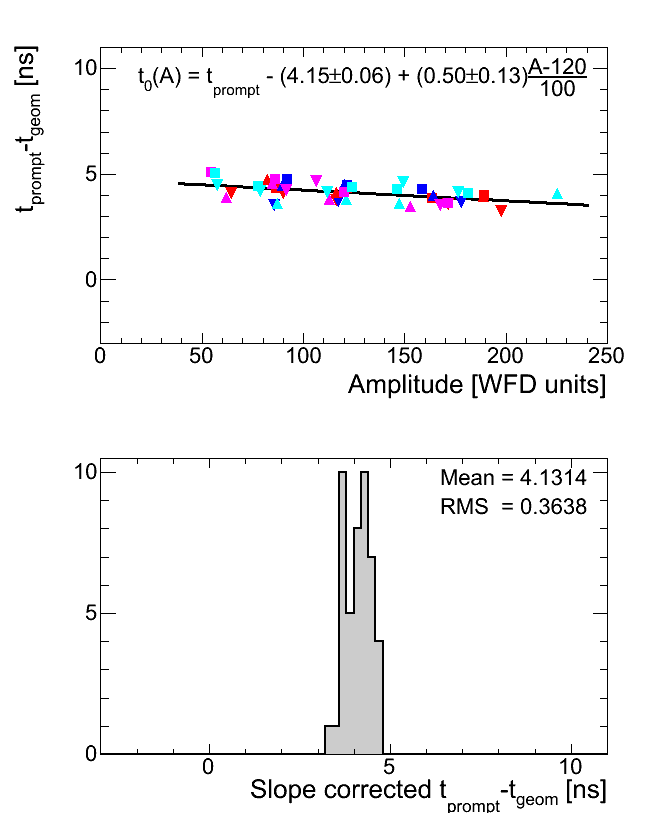 t_prompt-t_geom [ns]
t_0(A) = t_prompt - (4.15±0.06) + (0.50±0.13) A-120/100
10
5
0
0 50 100 150 200 250
Amplitude [WFD units]
Mean = 4.1314
RMS = 0.3638
10
5
0
0 5 10
Slope corrected t_prompt-t_geom [ns]